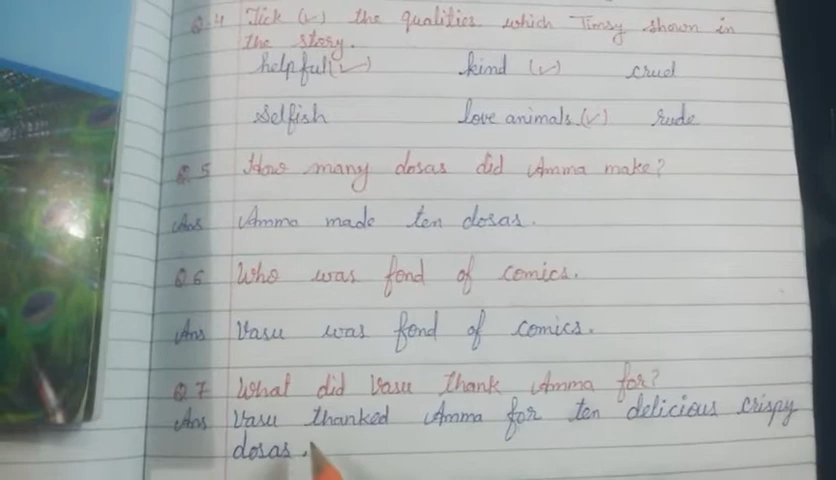 Q.4 Tick (✓) the qualities which Timsy shown in
the story.
helpful (✓) kind (✓) cruel
selfish love animals (✓) rude
Q.5 How many dosas did Amma make?
Ans Amma made ten dosas.
Q6 Who was fond of comics.
Ans Vasu was fond of comics.
Q7 What did Vasu thank Amma for?
Ans Vasu thanked Amma for ten delicious crispy
dosas.